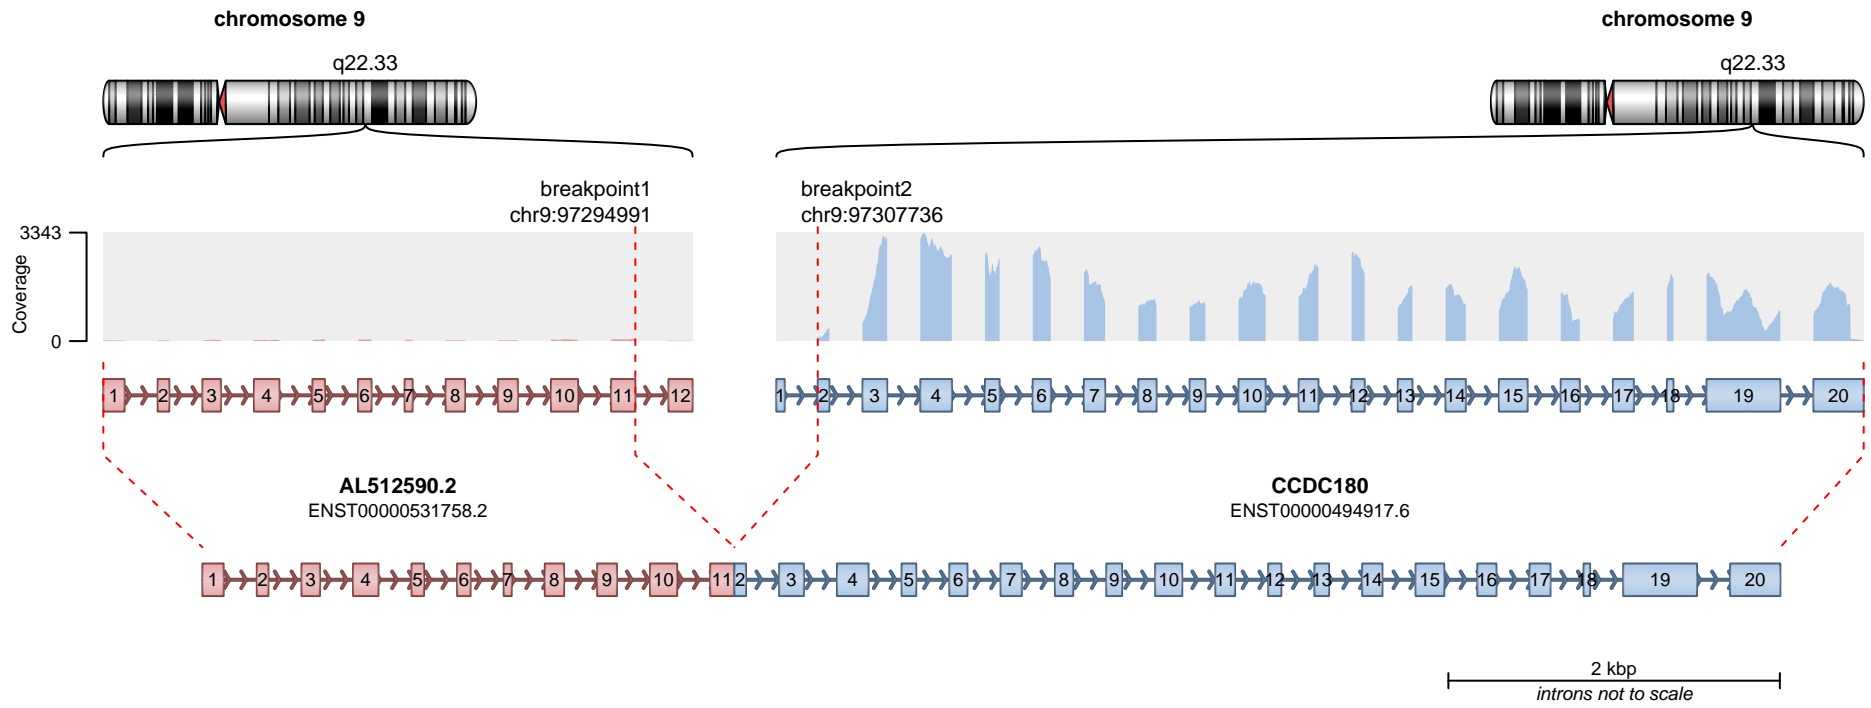 chromosome 9 chromosome 9
q22.33 q22.33
breakpoint1 breakpoint2
chr9:97294991 chr9:97307736
3343
Coverage
0
1 2 3 4 5 6 7 8 9 10 11 12 1 2 3 4 5 6 7 8 9 10 11 12 13 14 15 16 17 18 19 20
AL512590.2 CCDC180
ENST00000531758.2 ENST00000494917.6
1 2 3 4 5 6 7 8 9 10 11 2 3 4 5 6 7 8 9 10 11 12 13 14 15 16 17 18 19 20
2 kbp
introns not to scale